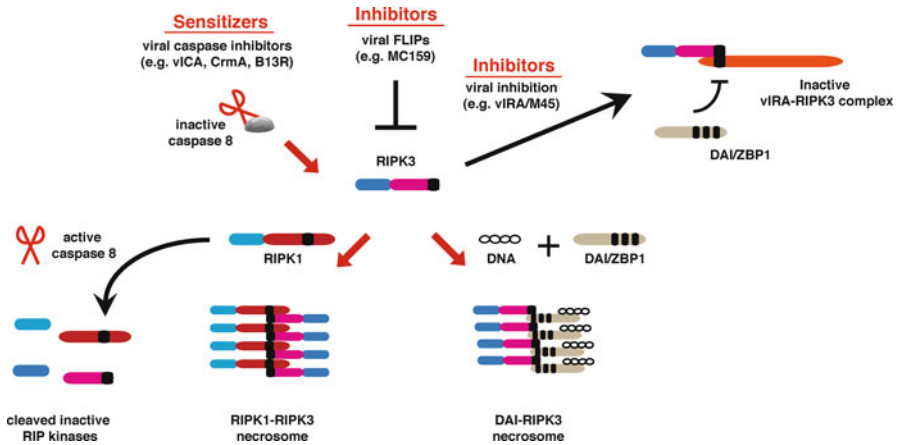 Sensitizers
viral caspase inhibitors
(e.g. vICA, CrmA, B13R)
inactive
caspase 8
Inhibitors
viral FLIPs
(e.g. MC159)
Inhibitors
viral inhibition
(e.g. vIRA/M45)
Inactive
vIRA-RIPK3 complex
DAI/ZBP1
RIPK3
active
caspase 8
RIPK1
DNA
+
DAI/ZBP1
cleaved inactive
RIP kinases
RIPK1-RIPK3
necrosome
DAI-RIPK3
necrosome